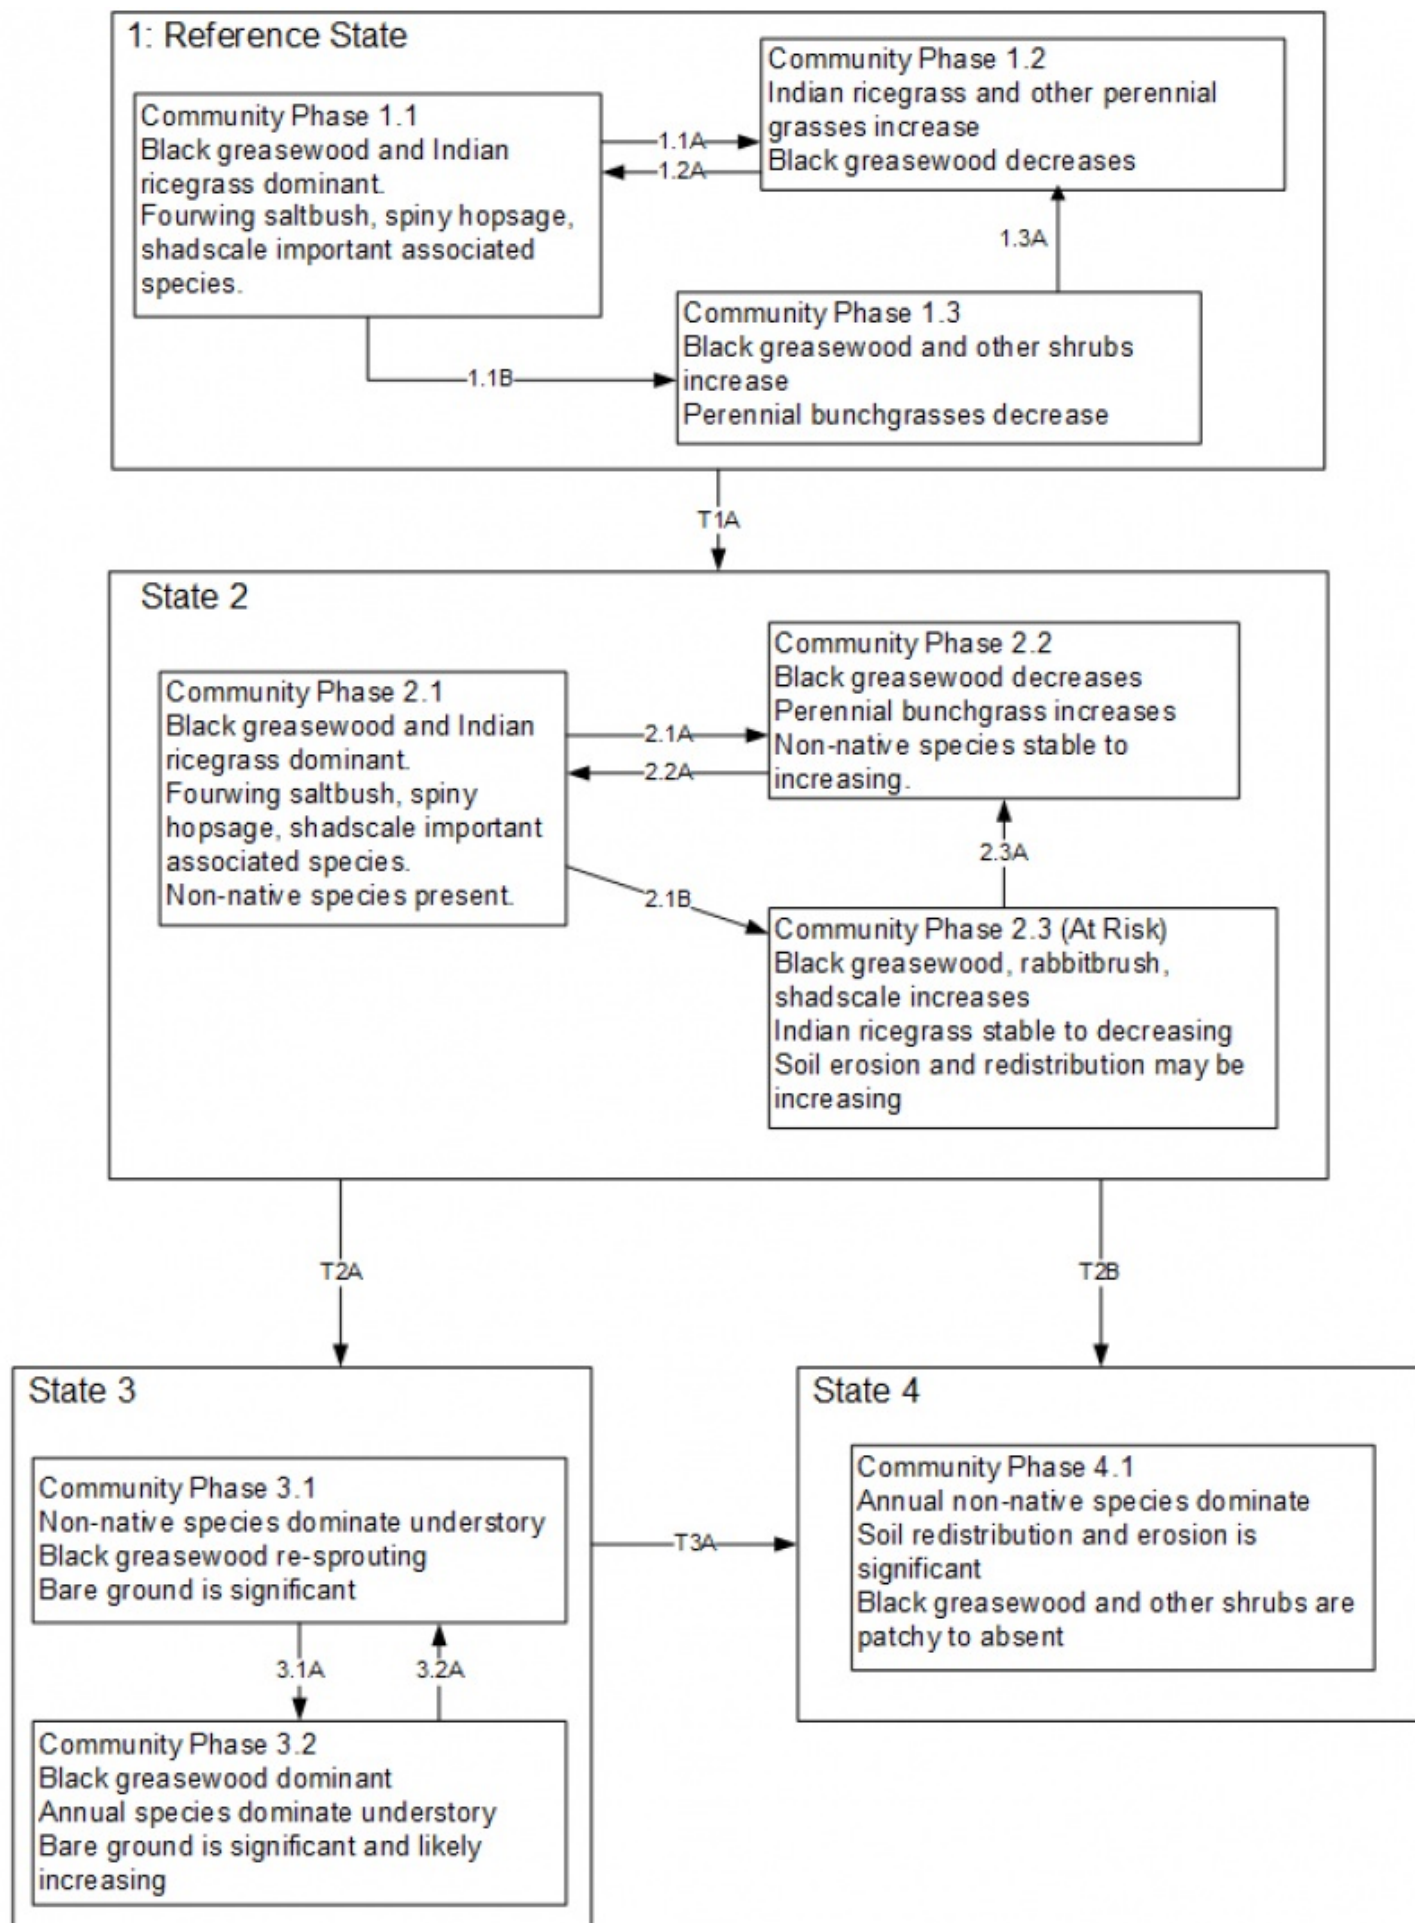 1: Reference State
Community Phase 1.1
Black greasewood and Indian
ricegrass dominant.
Fourwing saltbush, spiny hopsage,
shadscale important associated
species.
1.1A
1.2A
Community Phase 1.2
Indian ricegrass and other perennial
grasses increase
Black greasewood decreases
1.3A
1.1B
Community Phase 1.3
Black greasewood and other shrubs
increase
Perennial bunchgrasses decrease
T1A
State 2
Community Phase 2.1
Black greasewood and Indian
ricegrass dominant.
Fourwing saltbush, spiny
hopsage, shadscale important
associated species.
Non-native species present.
2.1A
2.2A
Community Phase 2.2
Black greasewood decreases
Perennial bunchgrass increases
Non-native species stable to
increasing.
2.3A
2.1B
Community Phase 2.3 (At Risk)
Black greasewood, rabbitbrush,
shadscale increases
Indian ricegrass stable to decreasing
Soil erosion and redistribution may be
increasing
T2A
T2B
State 3
Community Phase 3.1
Non-native species dominate understory
Black greasewood re-sprouting
Bare ground is significant
3.1A
3.2A
Community Phase 3.2
Black greasewood dominant
Annual species dominate understory
Bare ground is significant and likely
increasing
T3A
State 4
Community Phase 4.1
Annual non-native species dominate
Soil redistribution and erosion is
significant
Black greasewood and other shrubs are
patchy to absent